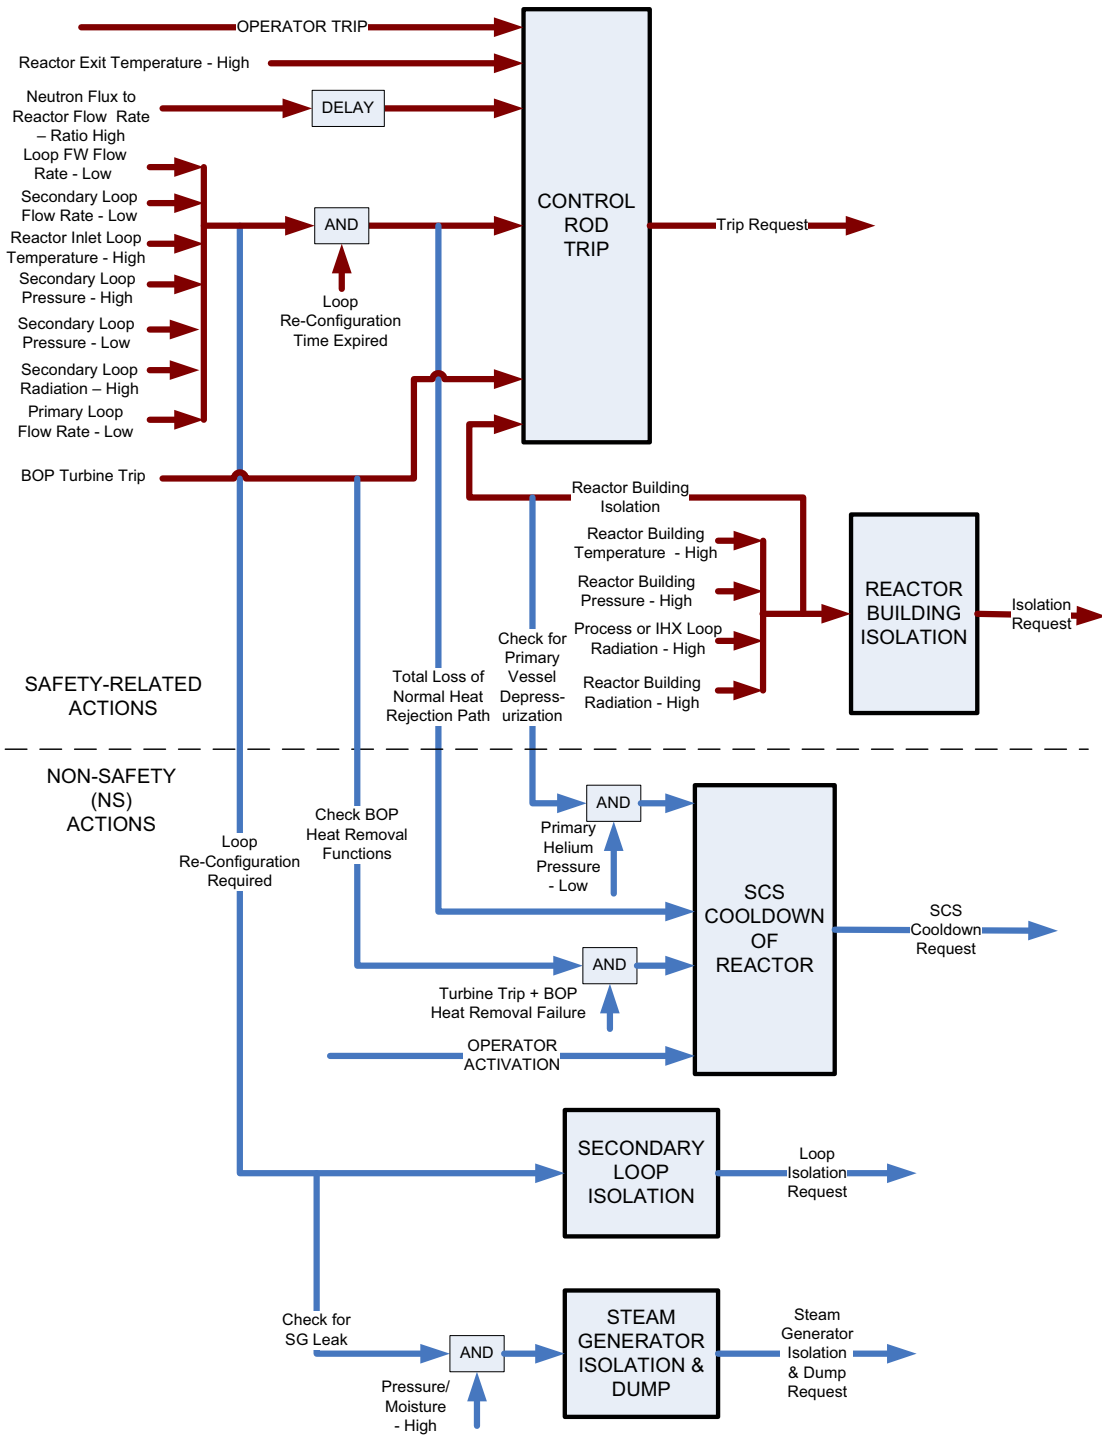 OPERATOR TRIP
Reactor Exit Temperature - High
Neutron Flux to
Reactor Flow Rate
– Ratio High
DELAY
Loop FW Flow
Rate - Low
Secondary Loop
Flow Rate - Low
Reactor Inlet Loop
Temperature - High
Secondary Loop
Pressure - High
Secondary Loop
Pressure - Low
Secondary Loop
Radiation – High
Primary Loop
Flow Rate - Low
AND
Loop
Re-Configuration
Time Expired
CONTROL
ROD
TRIP
Trip Request
BOP Turbine Trip
Reactor Building
Isolation
Reactor Building
Temperature - High
Reactor Building
Pressure - High
Process or IHX Loop
Radiation - High
Reactor Building
Radiation - High
REACTOR
BUILDING
ISOLATION
Isolation
Request
Check for
Primary
Vessel
Depress-
urization
Total Loss of
Normal Heat
Rejection Path
SAFETY-RELATED
ACTIONS
NON-SAFETY
(NS)
ACTIONS
Loop
Re-Configuration
Required
Check BOP
Heat Removal
Functions
AND
Primary
Helium
Pressure
- Low
SCS
COOLDOWN
OF
REACTOR
SCS
Cooldown
Request
AND
Turbine Trip + BOP
Heat Removal Failure
OPERATOR
ACTIVATION
SECONDARY
LOOP
ISOLATION
Loop
Isolation
Request
Check for
SG Leak
AND
Pressure/
Moisture
- High
STEAM
GENERATOR
ISOLATION &
DUMP
Steam
Generator
Isolation
& Dump
Request